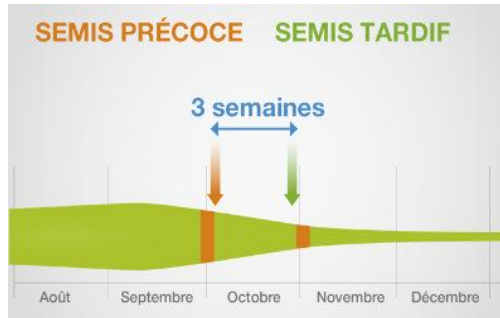 SEMIS PRÉCOCE SEMIS TARDIF
3 semaines
Août Septembre Octobre Novembre Décembre